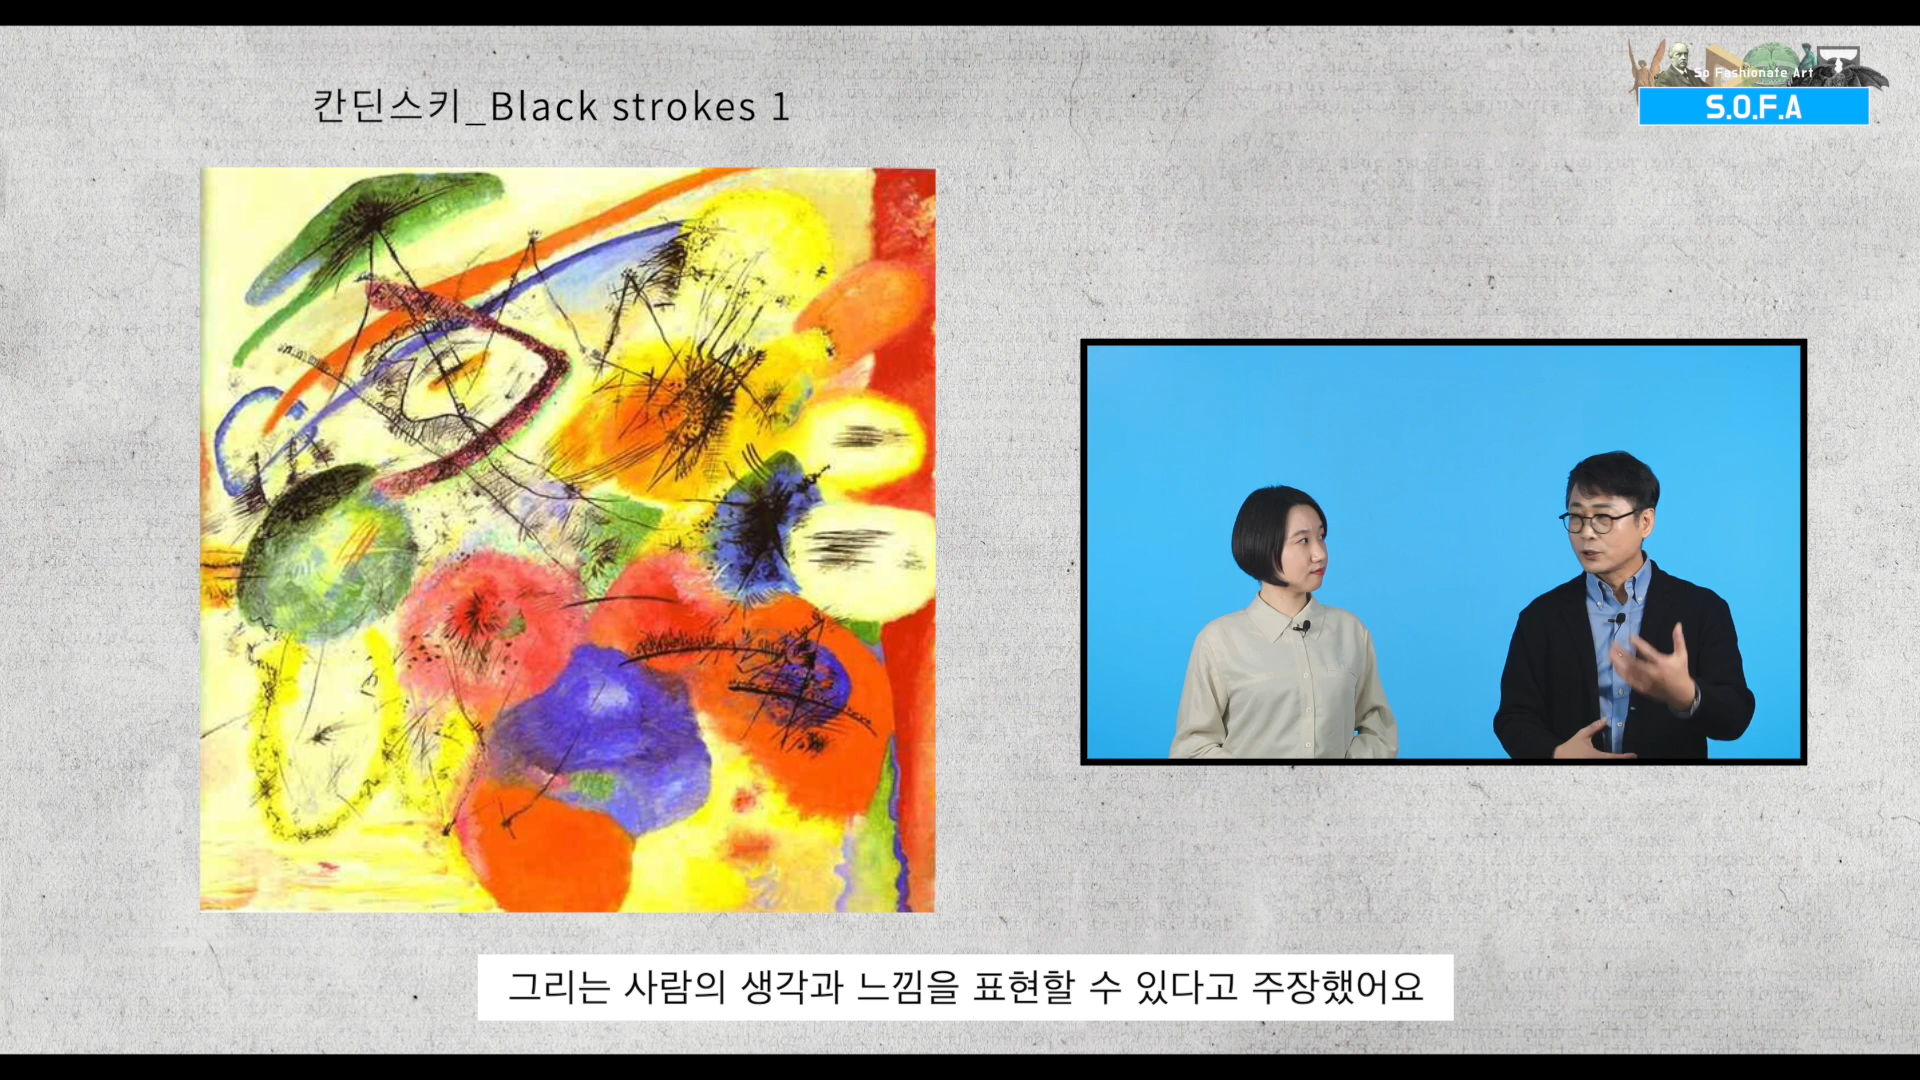 칸딘스키_Black strokes 1
So Fashionate Art
S.O.F.A
그리는 사람의 생각과 느낌을 표현할 수 있다고 주장했어요